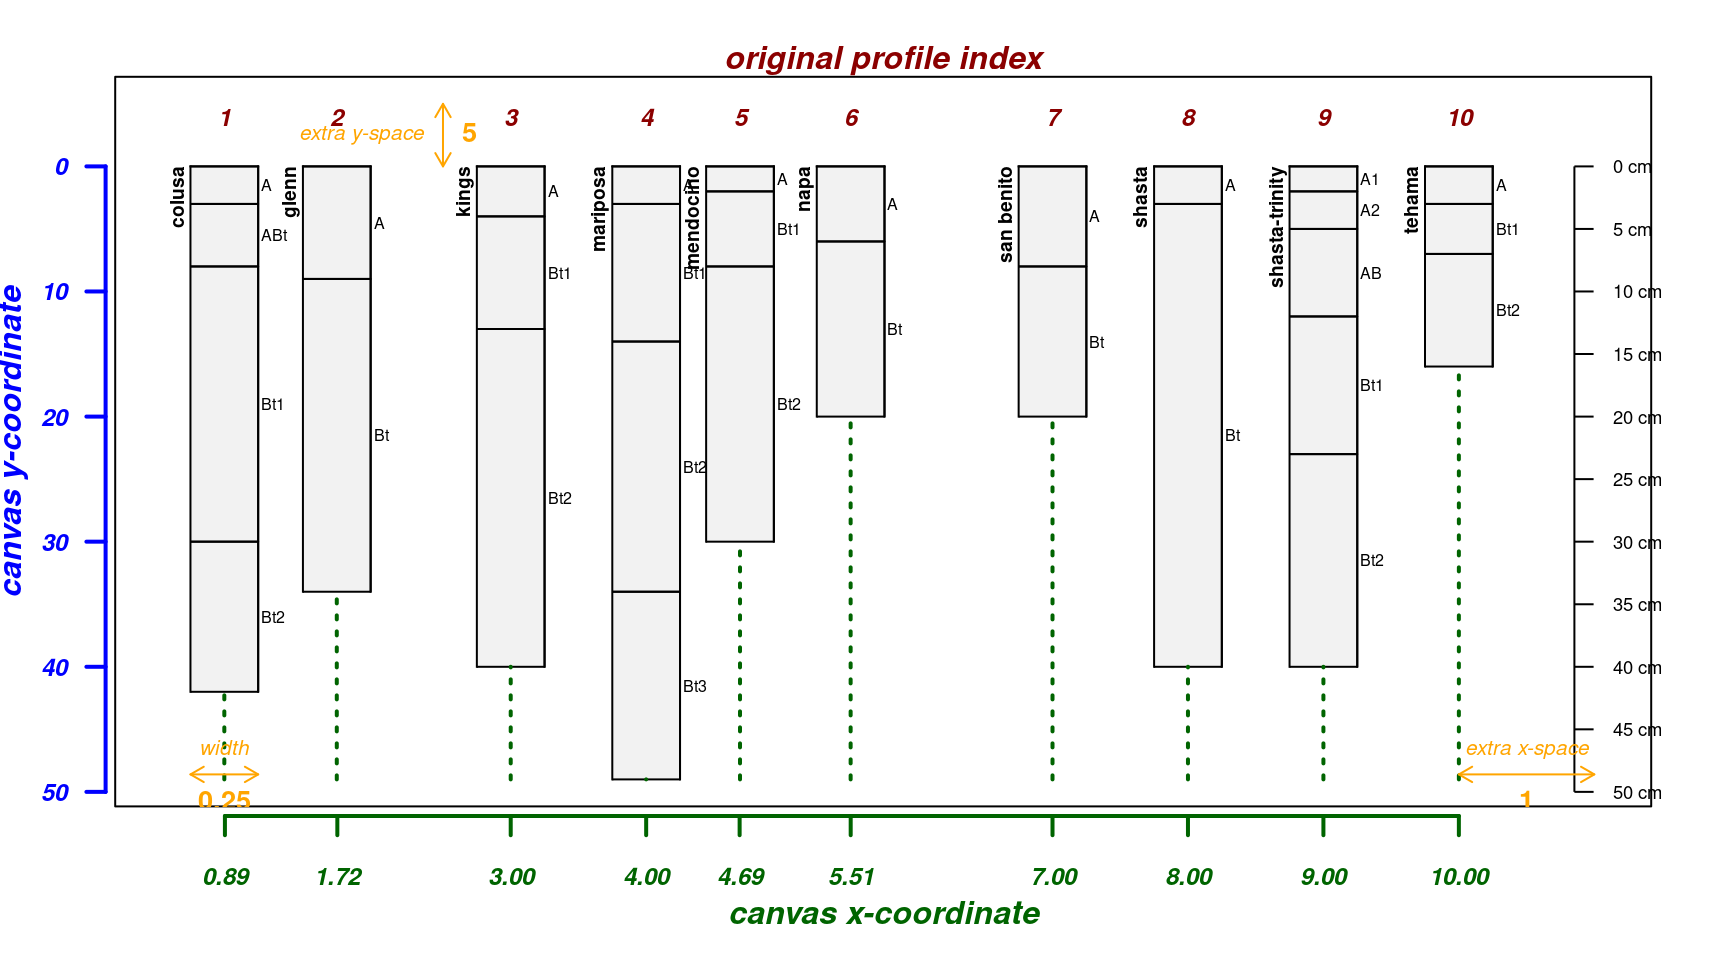 original profile index
1 2 3 4 5 6 7 8 9 10
extra y-space 5
canvas y-coordinate
0
10
20
30
40
50
colusa
A
ABt
Bt1
Bt2
glenn
A
Bt
kings
A
Bt1
Bt2
mariposa
A
Bt1
Bt2
Bt3
mendocino
A
Bt1
Bt2
napa
A
Bt
san benito
A
Bt
shasta
A
Bt
shasta-trinity
A1
A2
AB
Bt1
Bt2
tehama
A
Bt1
Bt2
0 cm
5 cm
10 cm
15 cm
20 cm
25 cm
30 cm
35 cm
40 cm
45 cm
50 cm
width
0.25
extra x-space
1
0.89 1.72 3.00 4.00 4.69 5.51 7.00 8.00 9.00 10.00
canvas x-coordinate